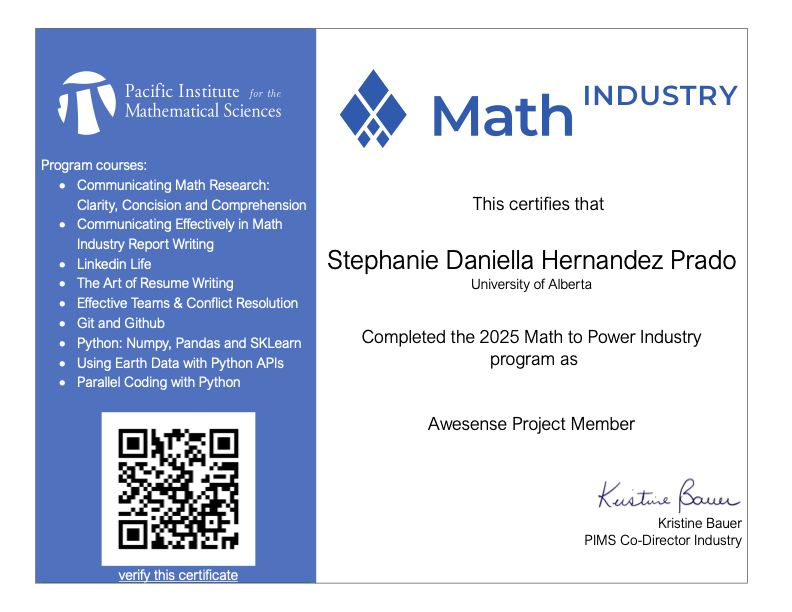 Pacific Institute for the
Mathematical Sciences
Program courses:
• Communicating Math Research:
Clarity, Concision and Comprehension
• Communicating Effectively in Math
Industry Report Writing
• Linkedin Life
• The Art of Resume Writing
• Effective Teams & Conflict Resolution
• Git and Github
• Python: Numpy, Pandas and SKLearn
• Using Earth Data with Python APIs
• Parallel Coding with Python
verify this certificate
Math INDUSTRY
This certifies that
Stephanie Daniella Hernandez Prado
University of Alberta
Completed the 2025 Math to Power Industry
program as
Awesense Project Member
Kristine Bauer
Kristine Bauer
PIMS Co-Director Industry